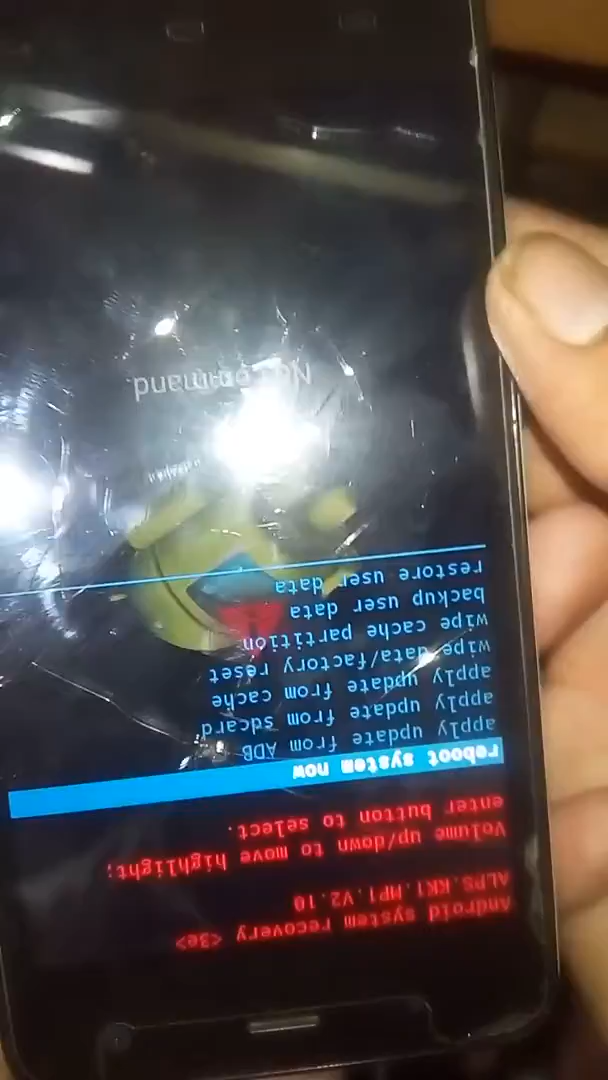 Android system recovery <3e>
ALPS.KK1.MP1.V2.10
Volume up/down to move highlight;
enter button to select.
reboot system now
apply update from ADB
apply update from sdcard
apply update from cache
wipe data/factory reset
wipe cache partition
backup user data
restore user data
No command.